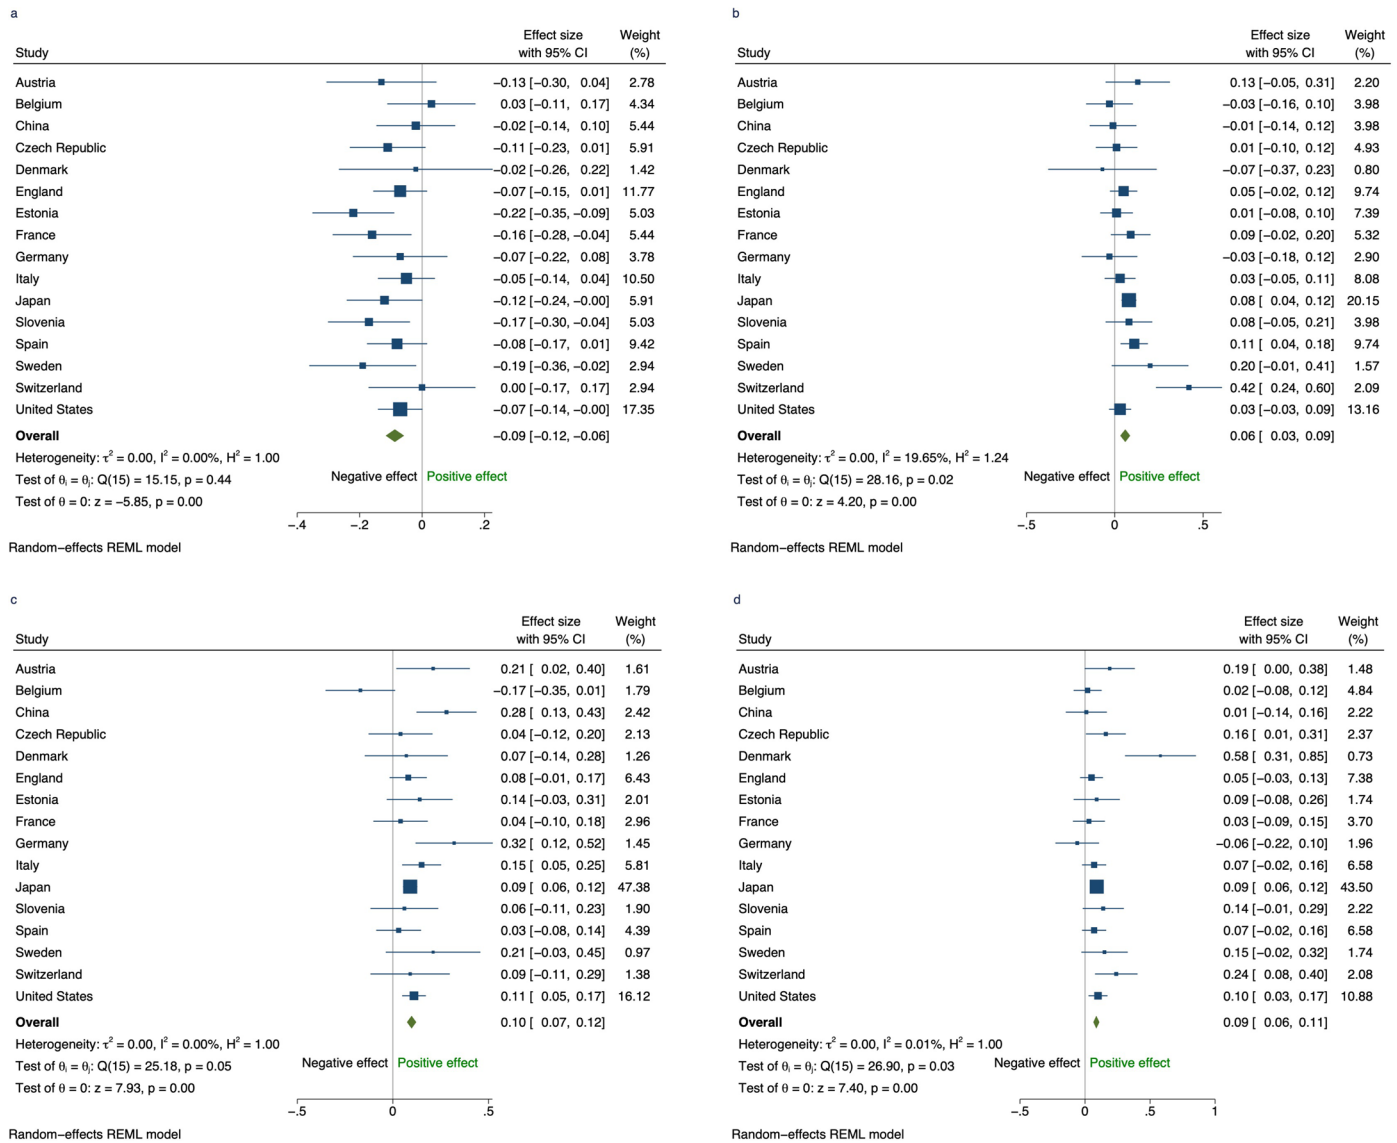 a
Effect size Weight
Study with 95% CI (%)
Austria −0.13 [−0.30, 0.04] 2.78
Belgium 0.03 [−0.11, 0.17] 4.34
China −0.02 [−0.14, 0.10] 5.44
Czech Republic −0.11 [−0.23, 0.01] 5.91
Denmark −0.02 [−0.26, 0.22] 1.42
England −0.07 [−0.15, 0.01] 11.77
Estonia −0.22 [−0.35, −0.09] 5.03
France −0.16 [−0.28, −0.04] 5.44
Germany −0.07 [−0.22, 0.08] 3.78
Italy −0.05 [−0.14, 0.04] 10.50
Japan −0.12 [−0.24, −0.00] 5.91
Slovenia −0.17 [−0.30, −0.04] 5.03
Spain −0.08 [−0.17, 0.01] 9.42
Sweden −0.19 [−0.36, −0.02] 2.94
Switzerland 0.00 [−0.17, 0.17] 2.94
United States −0.07 [−0.14, −0.00] 17.35
Overall −0.09 [−0.12, −0.06]
Heterogeneity: τ² = 0.00, I² = 0.00%, H² = 1.00
Negative effect Positive effect
Test of θᵢ = θⱼ: Q(15) = 15.15, p = 0.44
Test of θ = 0: z = −5.85, p = 0.00
−.4 −.2 0 .2
Random−effects REML model
b
Effect size Weight
Study with 95% CI (%)
Austria 0.13 [−0.05, 0.31] 2.20
Belgium −0.03 [−0.16, 0.10] 3.98
China −0.01 [−0.14, 0.12] 3.98
Czech Republic 0.01 [−0.10, 0.12] 4.93
Denmark −0.07 [−0.37, 0.23] 0.80
England 0.05 [−0.02, 0.12] 9.74
Estonia 0.01 [−0.08, 0.10] 7.39
France 0.09 [−0.02, 0.20] 5.32
Germany −0.03 [−0.18, 0.12] 2.90
Italy 0.03 [−0.05, 0.11] 8.08
Japan 0.08 [ 0.04, 0.12] 20.15
Slovenia 0.08 [−0.05, 0.21] 3.98
Spain 0.11 [ 0.04, 0.18] 9.74
Sweden 0.20 [−0.01, 0.41] 1.57
Switzerland 0.42 [ 0.24, 0.60] 2.09
United States 0.03 [−0.03, 0.09] 13.16
Overall 0.06 [ 0.03, 0.09]
Heterogeneity: τ² = 0.00, I² = 19.65%, H² = 1.24
Negative effect Positive effect
Test of θᵢ = θⱼ: Q(15) = 28.16, p = 0.02
Test of θ = 0: z = 4.20, p = 0.00
−.5 0 .5
Random−effects REML model
c
Effect size Weight
Study with 95% CI (%)
Austria 0.21 [ 0.02, 0.40] 1.61
Belgium −0.17 [−0.35, 0.01] 1.79
China 0.28 [ 0.13, 0.43] 2.42
Czech Republic 0.04 [−0.12, 0.20] 2.13
Denmark 0.07 [−0.14, 0.28] 1.26
England 0.08 [−0.01, 0.17] 6.43
Estonia 0.14 [−0.03, 0.31] 2.01
France 0.04 [−0.10, 0.18] 2.96
Germany 0.32 [ 0.12, 0.52] 1.45
Italy 0.15 [ 0.05, 0.25] 5.81
Japan 0.09 [ 0.06, 0.12] 47.38
Slovenia 0.06 [−0.11, 0.23] 1.90
Spain 0.03 [−0.08, 0.14] 4.39
Sweden 0.21 [−0.03, 0.45] 0.97
Switzerland 0.09 [−0.11, 0.29] 1.38
United States 0.11 [ 0.05, 0.17] 16.12
Overall 0.10 [ 0.07, 0.12]
Heterogeneity: τ² = 0.00, I² = 0.00%, H² = 1.00
Negative effect Positive effect
Test of θᵢ = θⱼ: Q(15) = 25.18, p = 0.05
Test of θ = 0: z = 7.93, p = 0.00
−.5 0 .5
Random−effects REML model
d
Effect size Weight
Study with 95% CI (%)
Austria 0.19 [ 0.00, 0.38] 1.48
Belgium 0.02 [−0.08, 0.12] 4.84
China 0.01 [−0.14, 0.16] 2.22
Czech Republic 0.16 [ 0.01, 0.31] 2.37
Denmark 0.58 [ 0.31, 0.85] 0.73
England 0.05 [−0.03, 0.13] 7.38
Estonia 0.09 [−0.08, 0.26] 1.74
France 0.03 [−0.09, 0.15] 3.70
Germany −0.06 [−0.22, 0.10] 1.96
Italy 0.07 [−0.02, 0.16] 6.58
Japan 0.09 [ 0.06, 0.12] 43.50
Slovenia 0.14 [−0.01, 0.29] 2.22
Spain 0.07 [−0.02, 0.16] 6.58
Sweden 0.15 [−0.02, 0.32] 1.74
Switzerland 0.24 [ 0.08, 0.40] 2.08
United States 0.10 [ 0.03, 0.17] 10.88
Overall 0.09 [ 0.06, 0.11]
Heterogeneity: τ² = 0.00, I² = 0.01%, H² = 1.00
Negative effect Positive effect
Test of θᵢ = θⱼ: Q(15) = 26.90, p = 0.03
Test of θ = 0: z = 7.40, p = 0.00
−.5 0 .5 1
Random−effects REML model